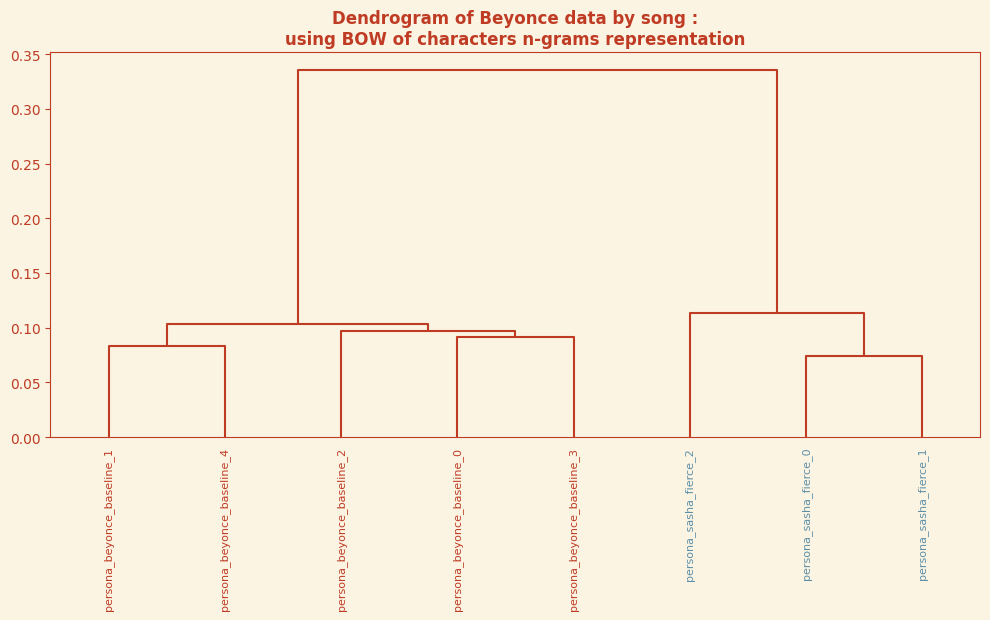 Dendrogram of Beyonce data by song :
using BOW of characters n-grams representation
0.35
0.30
0.25
0.20
0.15
0.10
0.05
0.00
persona_beyonce_baseline_1
persona_beyonce_baseline_4
persona_beyonce_baseline_2
persona_beyonce_baseline_0
persona_beyonce_baseline_3
persona_sasha_fierce_2
persona_sasha_fierce_0
persona_sasha_fierce_1